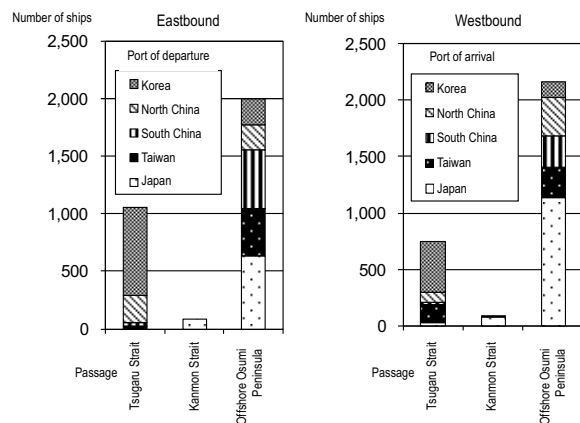 Number of ships
Eastbound
2,500
2,000
1,500
1,000
500
0
Port of departure
Korea
North China
South China
Taiwan
Japan
Passage
Tsugaru Strait
Kanmon Strait
Offshore Osumi
Peninsula
Number of ships
Westbound
2,500
2,000
1,500
1,000
500
0
Port of arrival
Korea
North China
South China
Taiwan
Japan
Passage
Tsugaru Strait
Kanmon Strait
Offshore Osumi
Peninsula